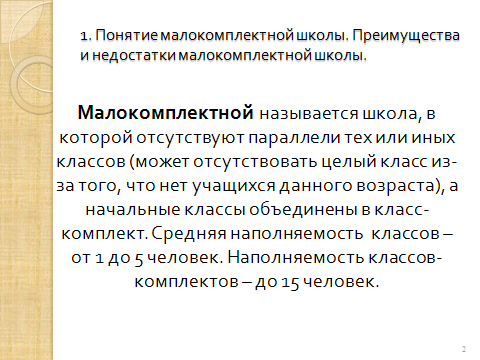 1. Понятие малокомплектной школы. Преимущества
и недостатки малокомплектной школы.
Малокомплектной называется школа, в
которой отсутствуют параллели тех или иных
классов (может отсутствовать целый класс из-
за того, что нет учащихся данного возраста), а
начальные классы объединены в класс-
комплект. Средняя наполняемость классов –
от 1 до 5 человек. Наполняемость классов-
комплектов – до 15 человек.
2